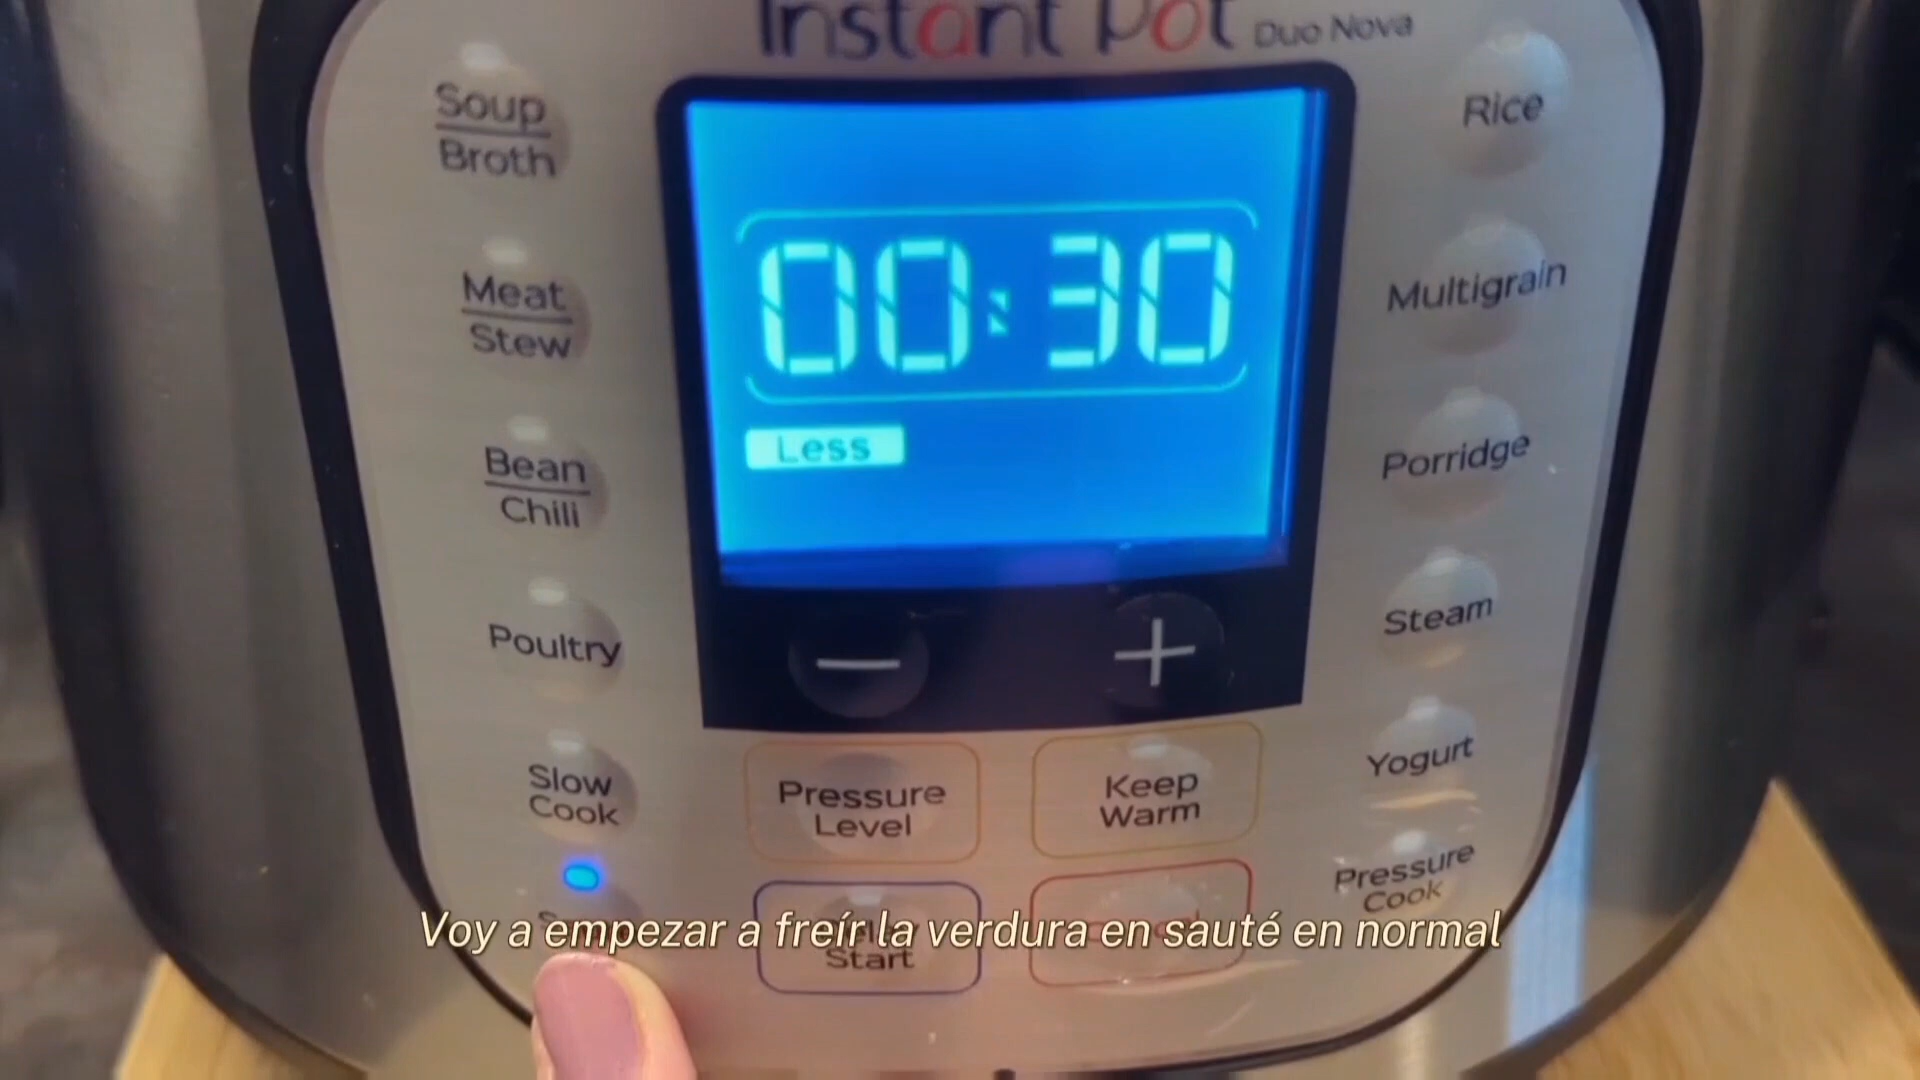 Instant Pot Duo Nova
Soup
Broth
Meat
Stew
Bean
Chili
Poultry
Slow
Cook
00:30
Less
Rice
Multigrain
Porridge
Steam
Yogurt
Pressure
Cook
− +
Pressure
Level
Keep
Warm
Start
Voy a empezar a freír la verdura en sauté en normal